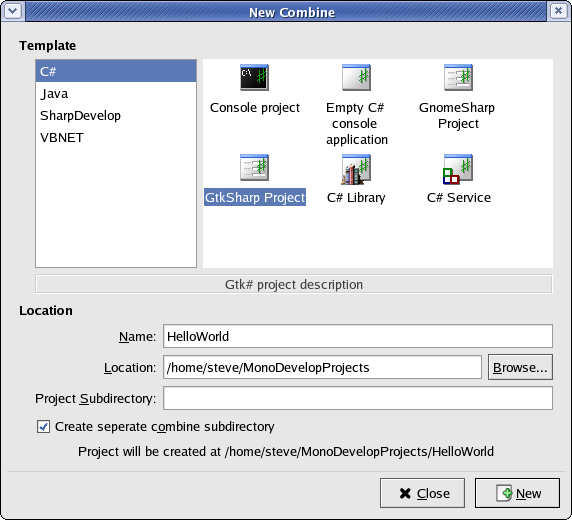 New Combine
Template
C#
Java
SharpDevelop
VBNET
C:\
Console project
Empty C#
console
application
GnomeSharp
Project
GtkSharp Project
C# Library
C# Service
Gtk# project description
Location
Name: HelloWorld
Location: /home/steve/MonoDevelopProjects Browse...
Project Subdirectory:
Create seperate combine subdirectory
Project will be created at /home/steve/MonoDevelopProjects/HelloWorld
Close New